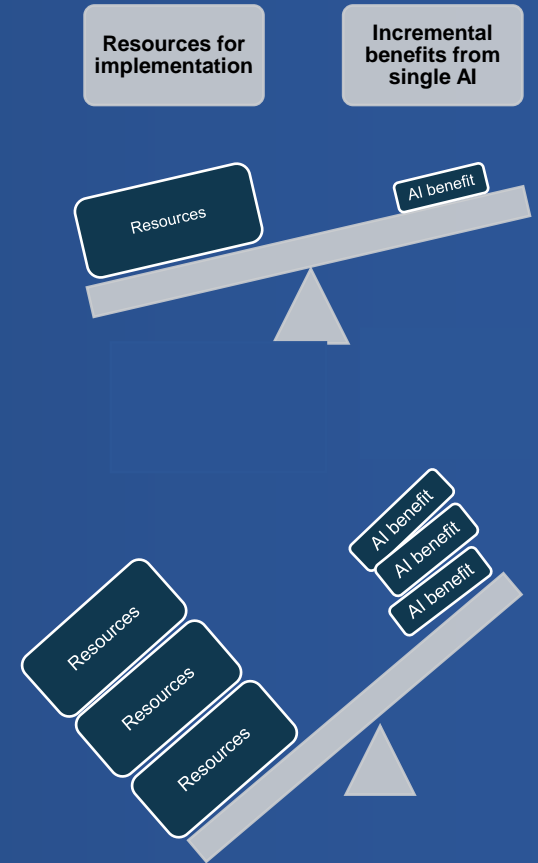 Resources for
implementation
Incremental
benefits from
single AI
Resources
AI benefit
AI benefit
AI benefit
AI benefit
Resources
Resources
Resources